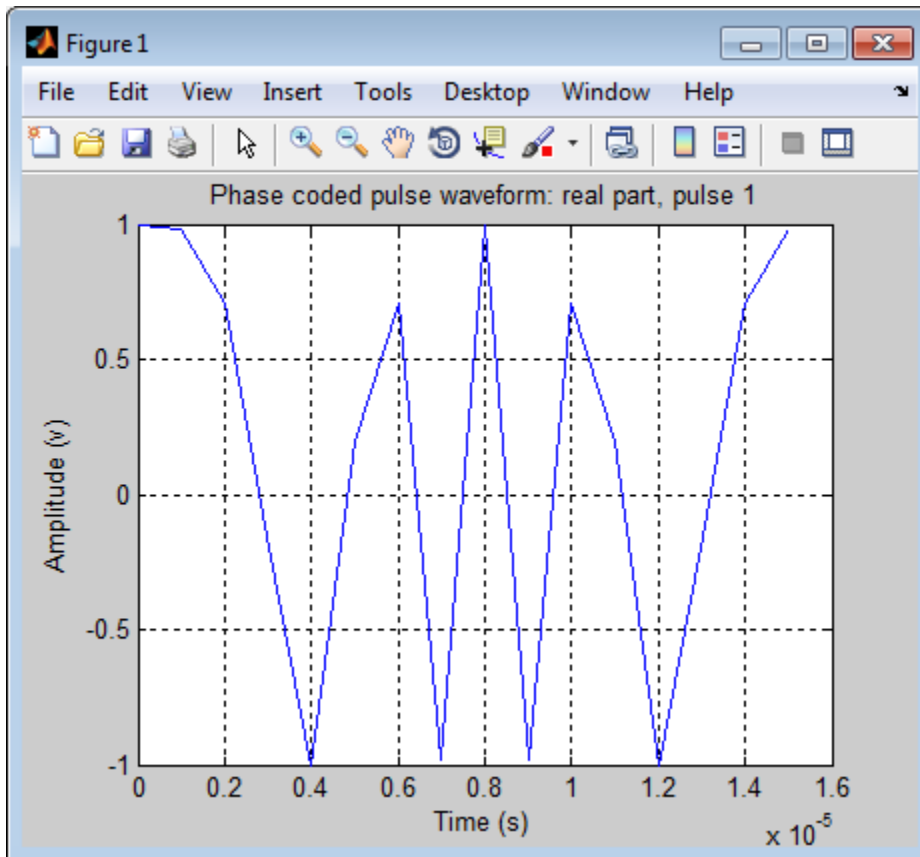 Figure 1
File Edit View Insert Tools Desktop Window Help
Phase coded pulse waveform: real part, pulse 1
1
0.5
0
-0.5
-1
Amplitude (v)
0 0.2 0.4 0.6 0.8 1 1.2 1.4 1.6
Time (s)
x 10^-5